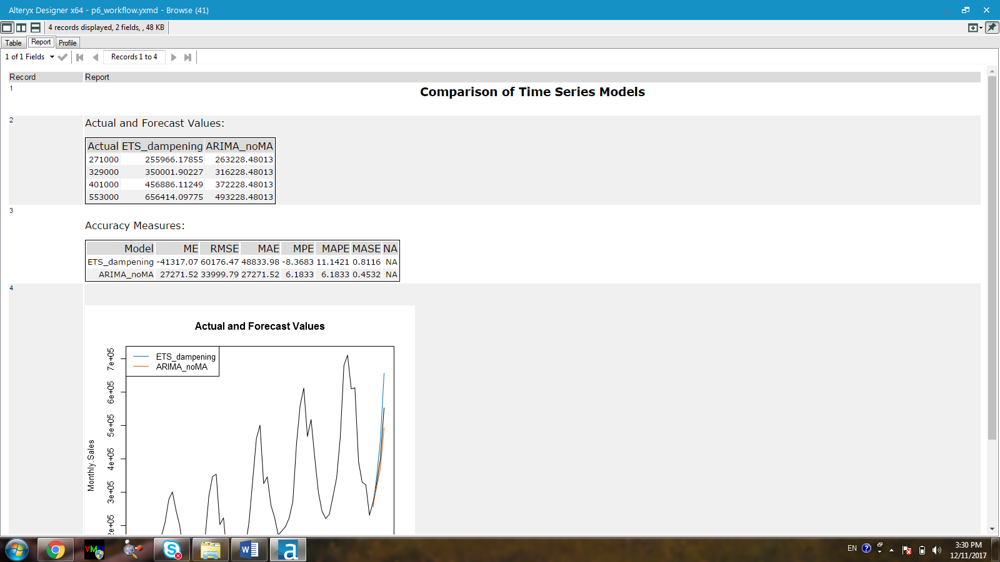 Alteryx Designer x64 - p6_workflow.yxmd - Browse (41)
4 records displayed, 2 fields, , 48 KB
Table Report Profile
1 of 1 Fields Records 1 to 4
Record Report
1
Comparison of Time Series Models
2
Actual and Forecast Values:
Actual ETS_dampening ARIMA_noMA
271000 255966.17855 263228.48013
329000 350001.90227 316228.48013
401000 456886.11249 372228.48013
553000 656414.09775 493228.48013
3
Accuracy Measures:
Model ME RMSE MAE MPE MAPE MASE NA
ETS_dampening -41317.07 60176.47 48833.98 -8.3683 11.1421 0.8116 NA
ARIMA_noMA 27271.52 33999.79 27271.52 6.1833 6.1833 0.4532 NA
4
Actual and Forecast Values
ETS_dampening
ARIMA_noMA
7e+05
6e+05
5e+05
4e+05
3e+05
2e+05
Monthly.Sales
VMD
W
a
EN
3:30 PM
12/11/2017